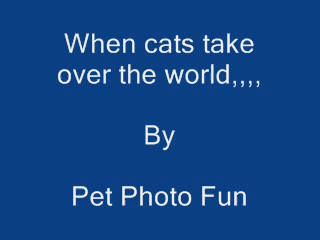 When cats take
over the world,,,,
By
Pet Photo Fun